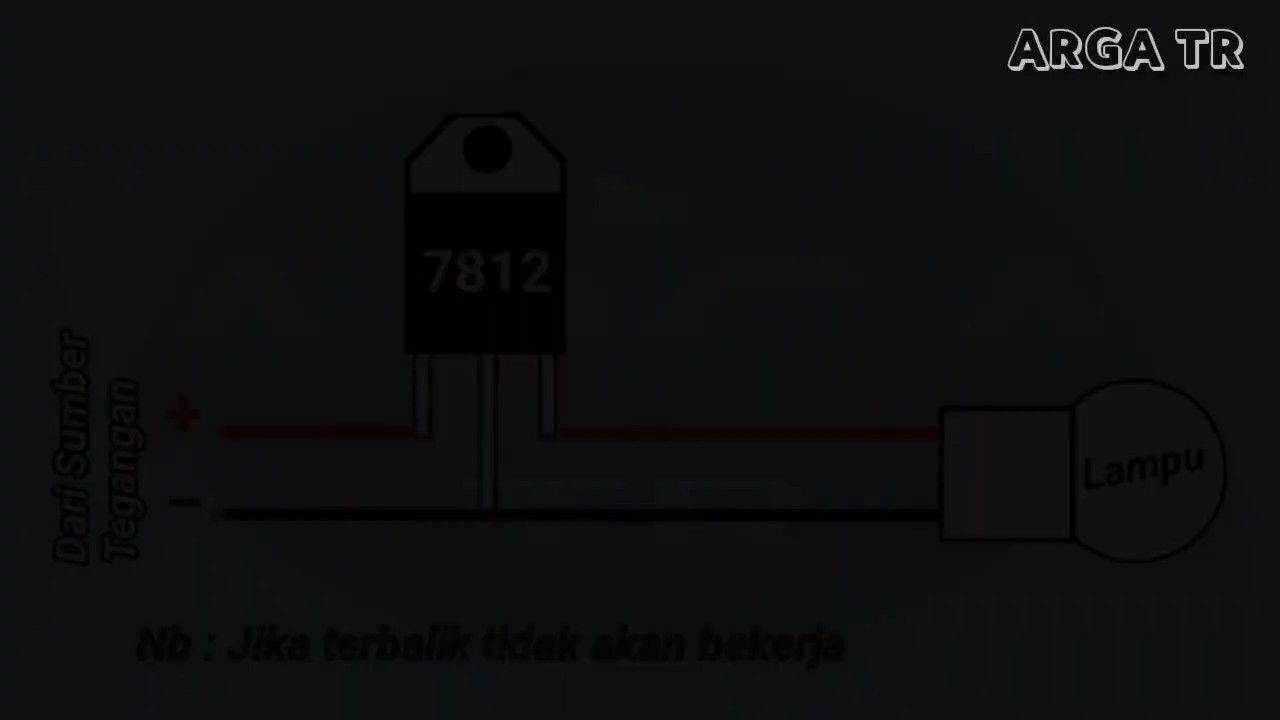 ARGA TR
7812
Dari Sumber
Tegangan
+
-
Lampu
Nb : Jika terbalik tidak akan bekerja